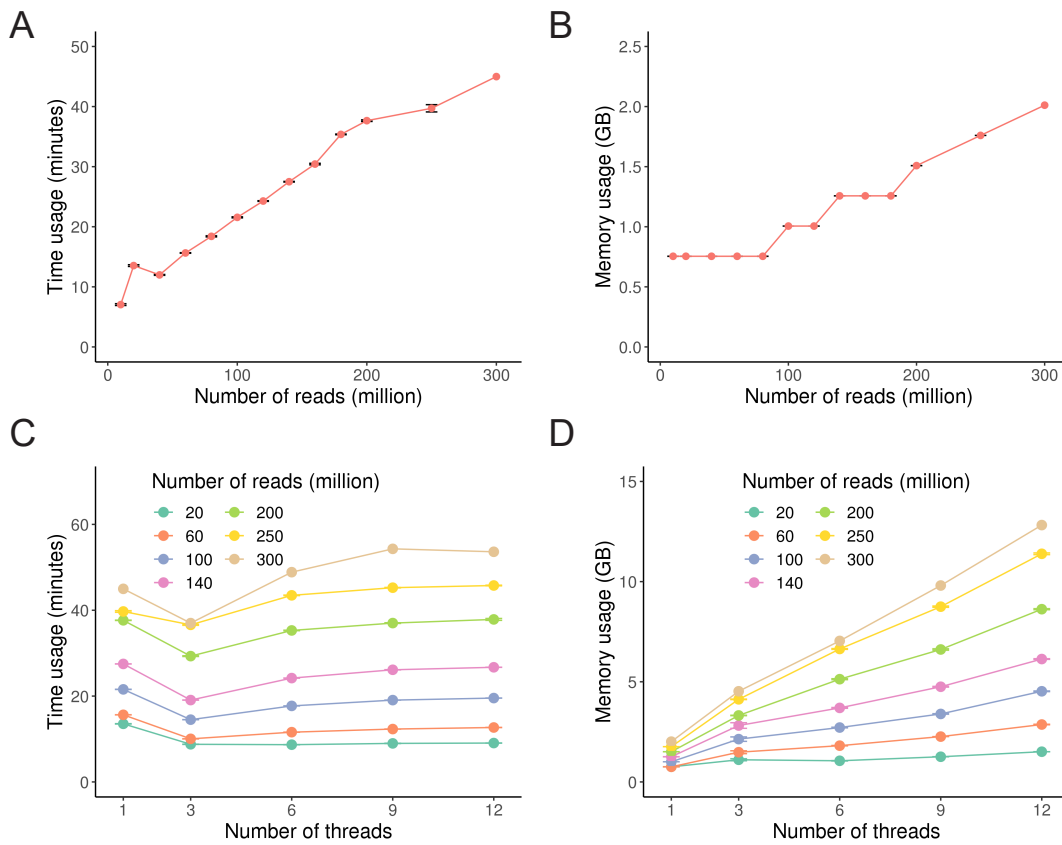 A
50
40
30
20
10
0
Time usage (minutes)
0 100 200 300
Number of reads (million)
B
2.5
2.0
1.5
1.0
0.5
0.0
Memory usage (GB)
0 100 200 300
Number of reads (million)
C
60
40
20
0
Time usage (minutes)
Number of reads (million)
20 200
60 250
100 300
140
1 3 6 9 12
Number of threads
D
15
10
5
0
Memory usage (GB)
Number of reads (million)
20 200
60 250
100 300
140
1 3 6 9 12
Number of threads